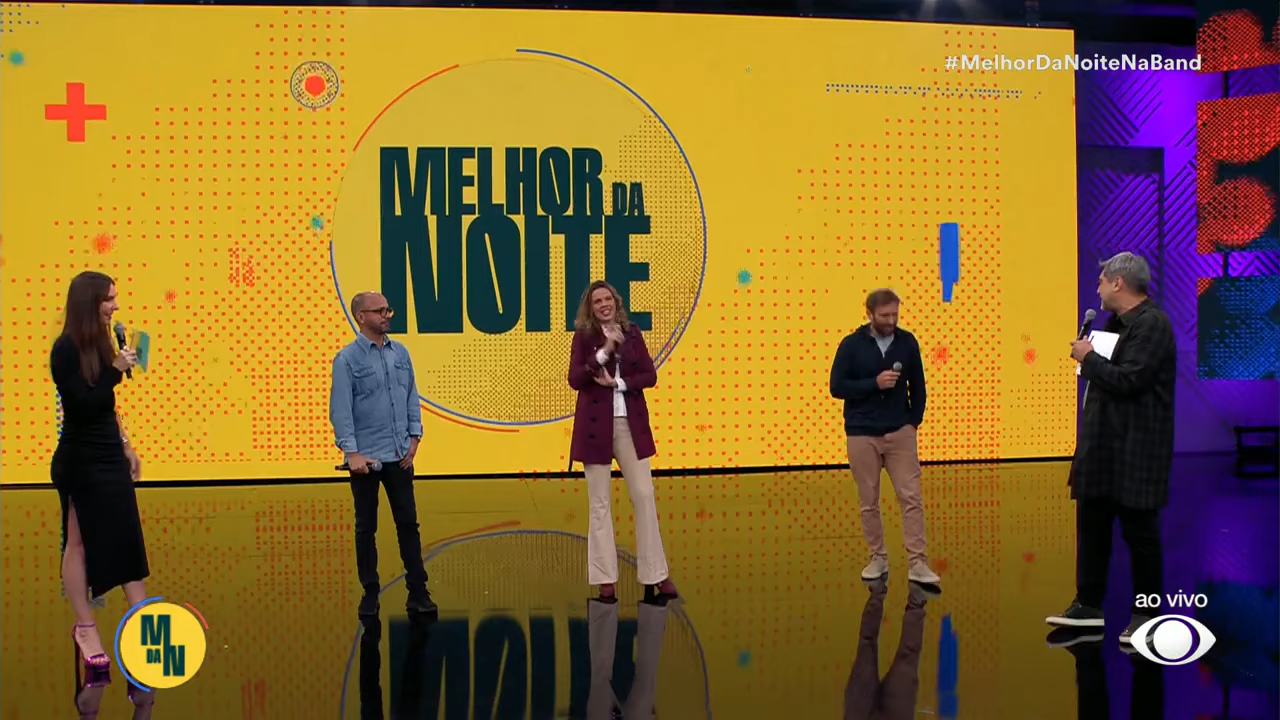 #MelhorDaNoiteNaBand
MELHOR DA
NOITE
ao vivo
M
DA N